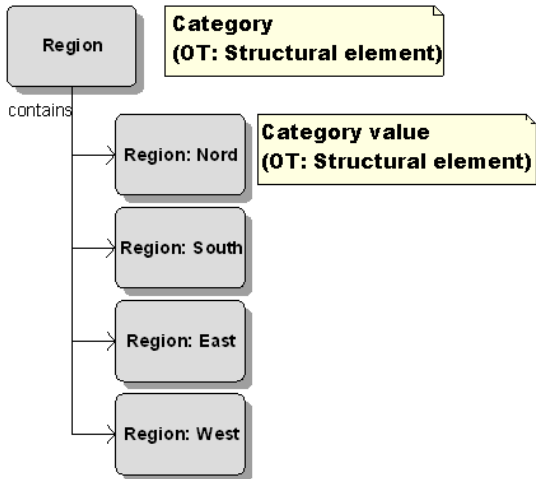 Region
Category
(OT: Structural element)
contains
Region: Nord
Category value
(OT: Structural element)
Region: South
Region: East
Region: West